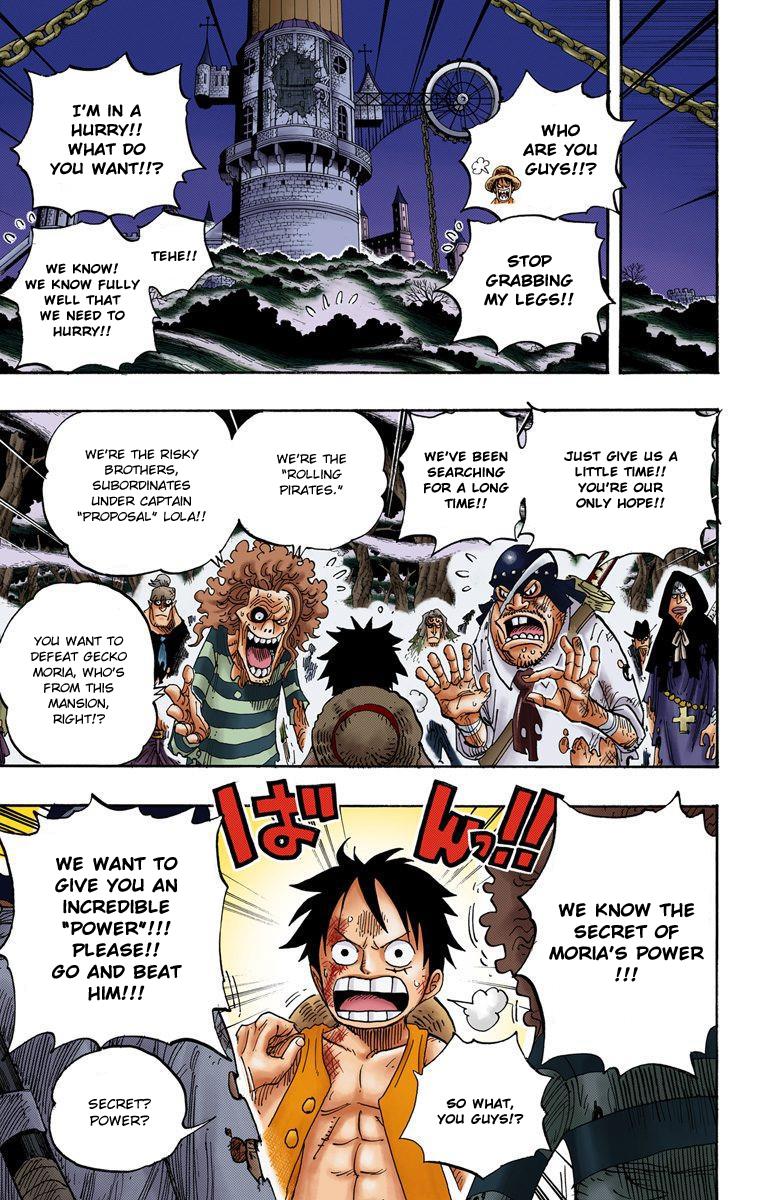 WHO
ARE YOU
GUYS!!?
STOP
GRABBING
MY LEGS!!
I'M IN A
HURRY!!
WHAT DO
YOU WANT!!?
TEHE!!
WE KNOW!
WE KNOW FULLY
WELL THAT
WE NEED TO
HURRY!!
JUST GIVE US A
LITTLE TIME!!
YOU'RE OUR
ONLY HOPE!!
WE'VE BEEN
SEARCHING
FOR A LONG
TIME!!
WE'RE THE
"ROLLING
PIRATES."
WE'RE THE RISKY
BROTHERS,
SUBORDINATES
UNDER CAPTAIN
"PROPOSAL" LOLA!!
YOU WANT TO
DEFEAT GECKO
MORIA, WHO'S
FROM THIS
MANSION,
RIGHT!?
WE KNOW THE
SECRET OF
MORIA'S POWER
!!!
ばんっ!!
SO WHAT,
YOU GUYS!?
WE WANT TO
GIVE YOU AN
INCREDIBLE
"POWER"!!!
PLEASE!!
GO AND BEAT
HIM!!!
SECRET?
POWER?